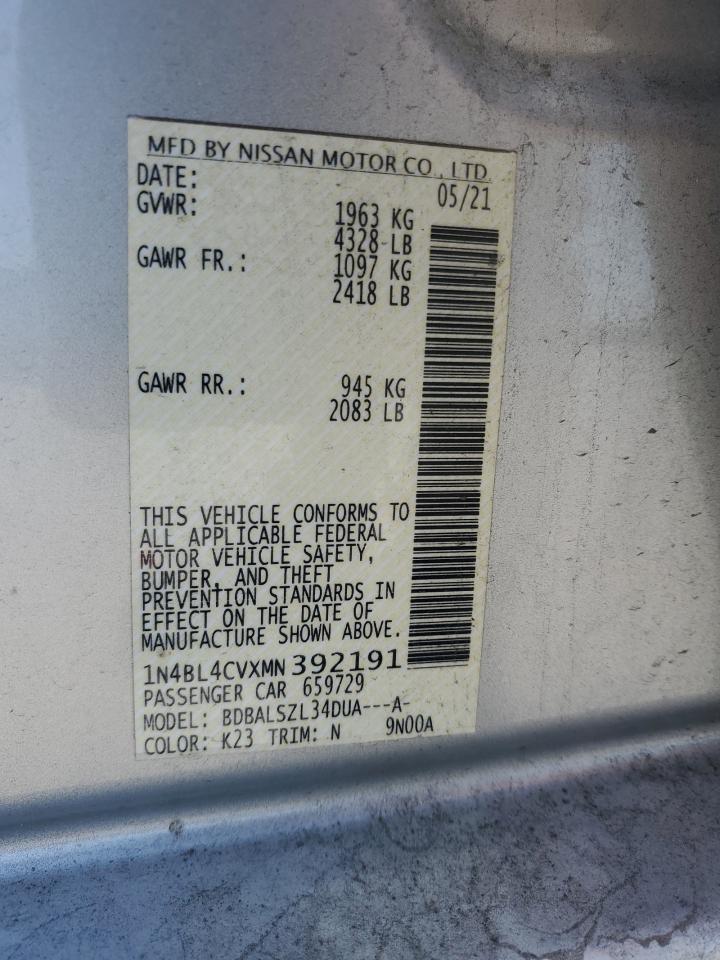 MFD BY NISSAN MOTOR CO., LTD.
DATE: 05/21
GVWR: 1963 KG
4328 LB
GAWR FR.: 1097 KG
2418 LB
GAWR RR.: 945 KG
2083 LB
THIS VEHICLE CONFORMS TO
ALL APPLICABLE FEDERAL
MOTOR VEHICLE SAFETY,
BUMPER, AND THEFT
PREVENTION STANDARDS IN
EFFECT ON THE DATE OF
MANUFACTURE SHOWN ABOVE.
1N4BL4CVXMN392191
PASSENGER CAR 659729
MODEL: BDBALSZL34DUA---A-
COLOR: K23 TRIM: N 9N00A